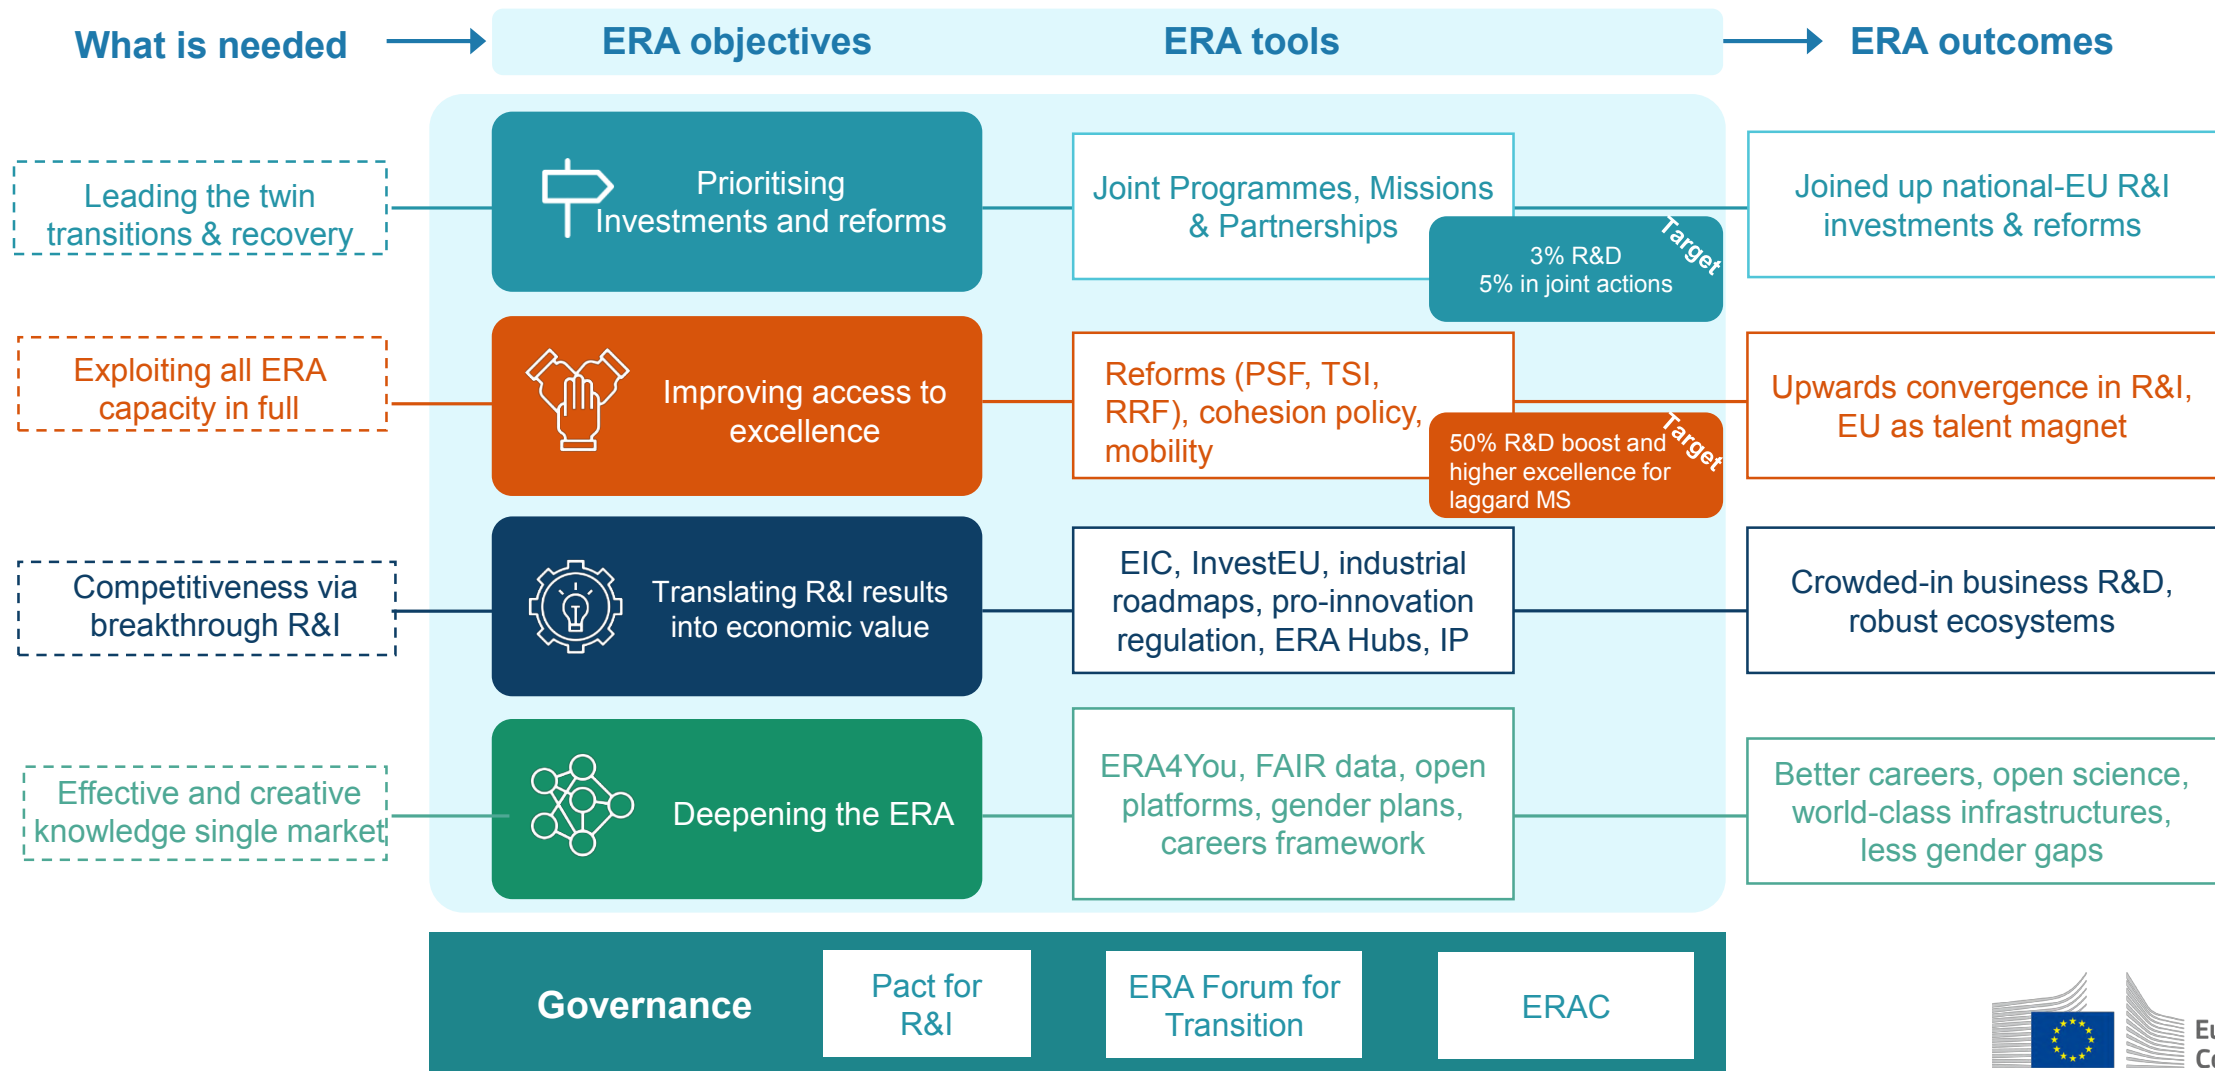 What is needed
ERA objectives
ERA tools
ERA outcomes
Leading the twin
transitions & recovery
Prioritising
Investments and reforms
Joint Programmes, Missions
& Partnerships
Target
3% R&D
5% in joint actions
Joined up national-EU R&I
investments & reforms
Exploiting all ERA
capacity in full
Improving access to
excellence
Reforms (PSF, TSI,
RRF), cohesion policy,
mobility
Target
50% R&D boost and
higher excellence for
laggard MS
Upwards convergence in R&I,
EU as talent magnet
Competitiveness via
breakthrough R&I
Translating R&I results
into economic value
EIC, InvestEU, industrial
roadmaps, pro-innovation
regulation, ERA Hubs, IP
Crowded-in business R&D,
robust ecosystems
Effective and creative
knowledge single market
Deepening the ERA
ERA4You, FAIR data, open
platforms, gender plans,
careers framework
Better careers, open science,
world-class infrastructures,
less gender gaps
Governance
Pact for
R&I
ERA Forum for
Transition
ERAC